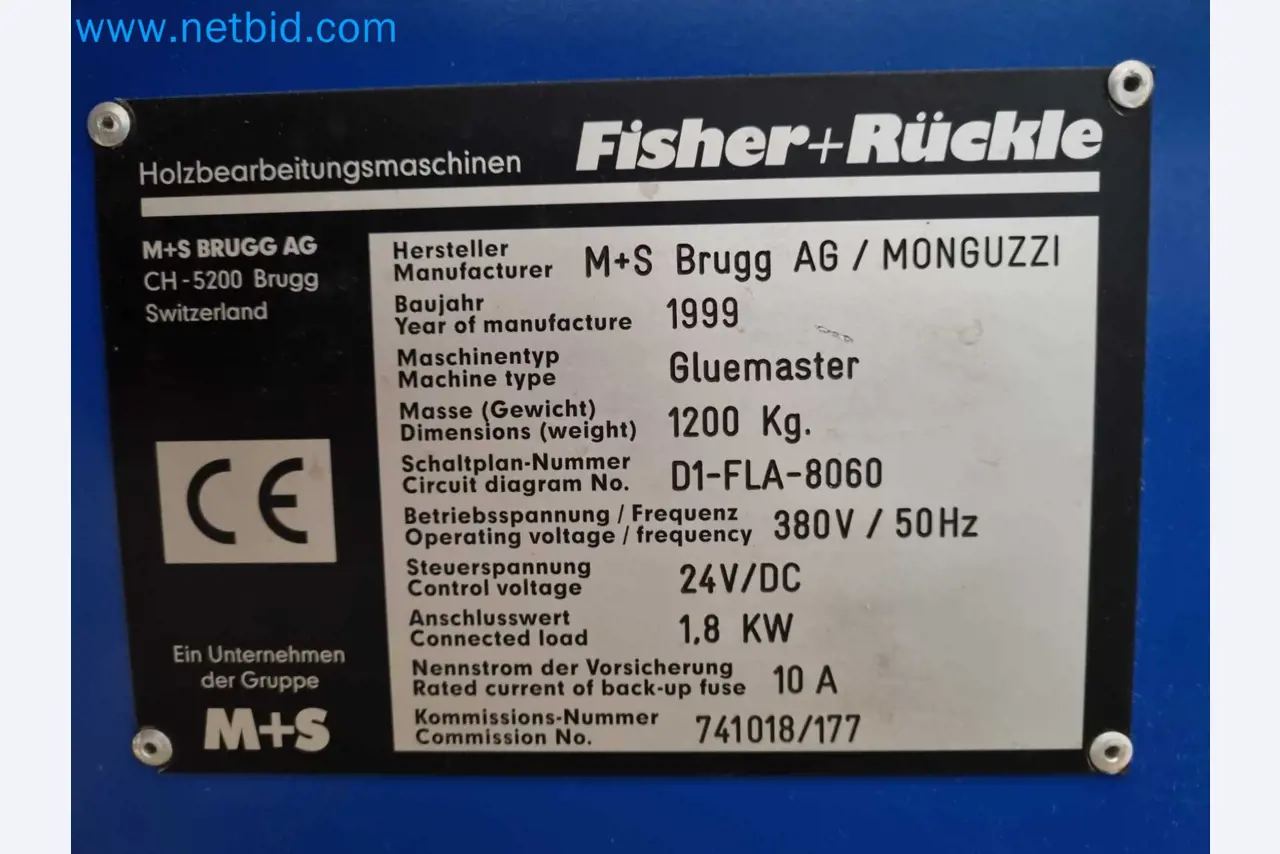 www.netbid.com
Holzbearbeitungsmaschinen Fisher+Rückle
M+S BRUGG AG
CH-5200 Brugg
Switzerland
Hersteller
Manufacturer M+S Brugg AG / MONGUZZI
Baujahr
Year of manufacture 1999
Maschinentyp
Machine type Gluemaster
Masse (Gewicht)
Dimensions (weight) 1200 Kg.
Schaltplan-Nummer
Circuit diagram No. D1-FLA-8060
Betriebsspannung / Frequenz
Operating voltage / frequency 380V / 50Hz
Steuerspannung
Control voltage 24V/DC
Anschlusswert
Connected load 1,8 KW
Nennstrom der Vorsicherung
Rated current of back-up fuse 10 A
Kommissions-Nummer
Commission No. 741018/177
CE
Ein Unternehmen
der Gruppe
M+S